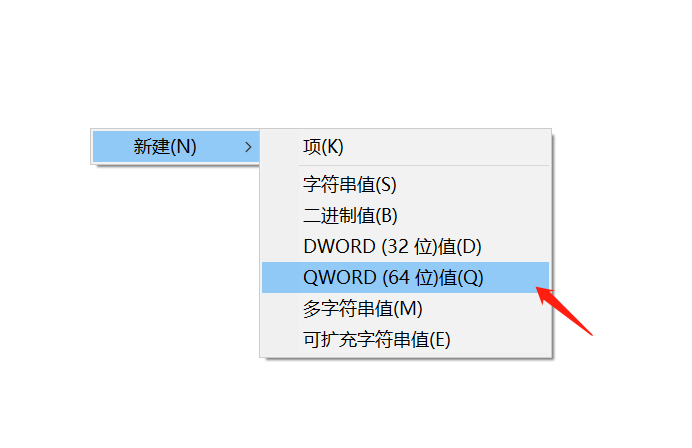 新建(N)
项(K)
字符串值(S)
二进制值(B)
DWORD (32 位)值(D)
QWORD (64 位)值(Q)
多字符串值(M)
可扩充字符串值(E)